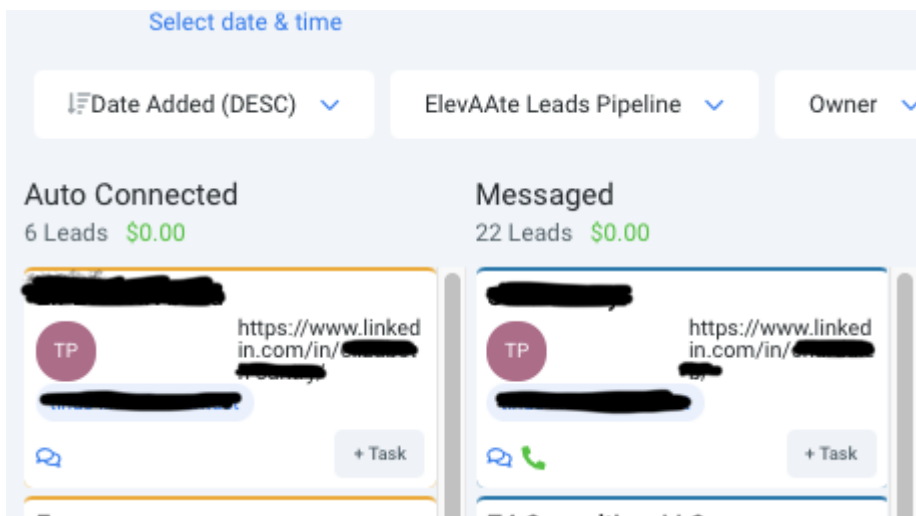 Select date & time
Date Added (DESC)
ElevAAte Leads Pipeline
Owner
Auto Connected
6 Leads $0.00
Messaged
22 Leads $0.00
TP
https://www.linked
in.com/in/
+ Task
TP
https://www.linked
in.com/in/
+ Task